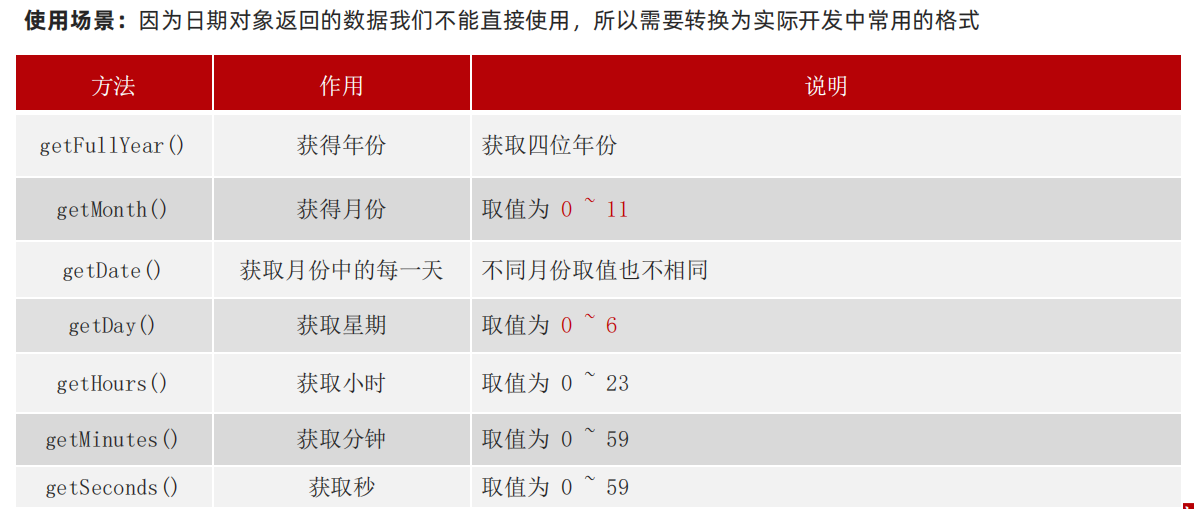 使用场景：因为日期对象返回的数据我们不能直接使用，所以需要转换为实际开发中常用的格式
方法 作用 说明
getFullYear() 获得年份 获取四位年份
getMonth() 获得月份 取值为 0 ~ 11
getDate() 获取月份中的每一天 不同月份取值也不相同
getDay() 获取星期 取值为 0 ~ 6
getHours() 获取小时 取值为 0 ~ 23
getMinutes() 获取分钟 取值为 0 ~ 59
getSeconds() 获取秒 取值为 0 ~ 59